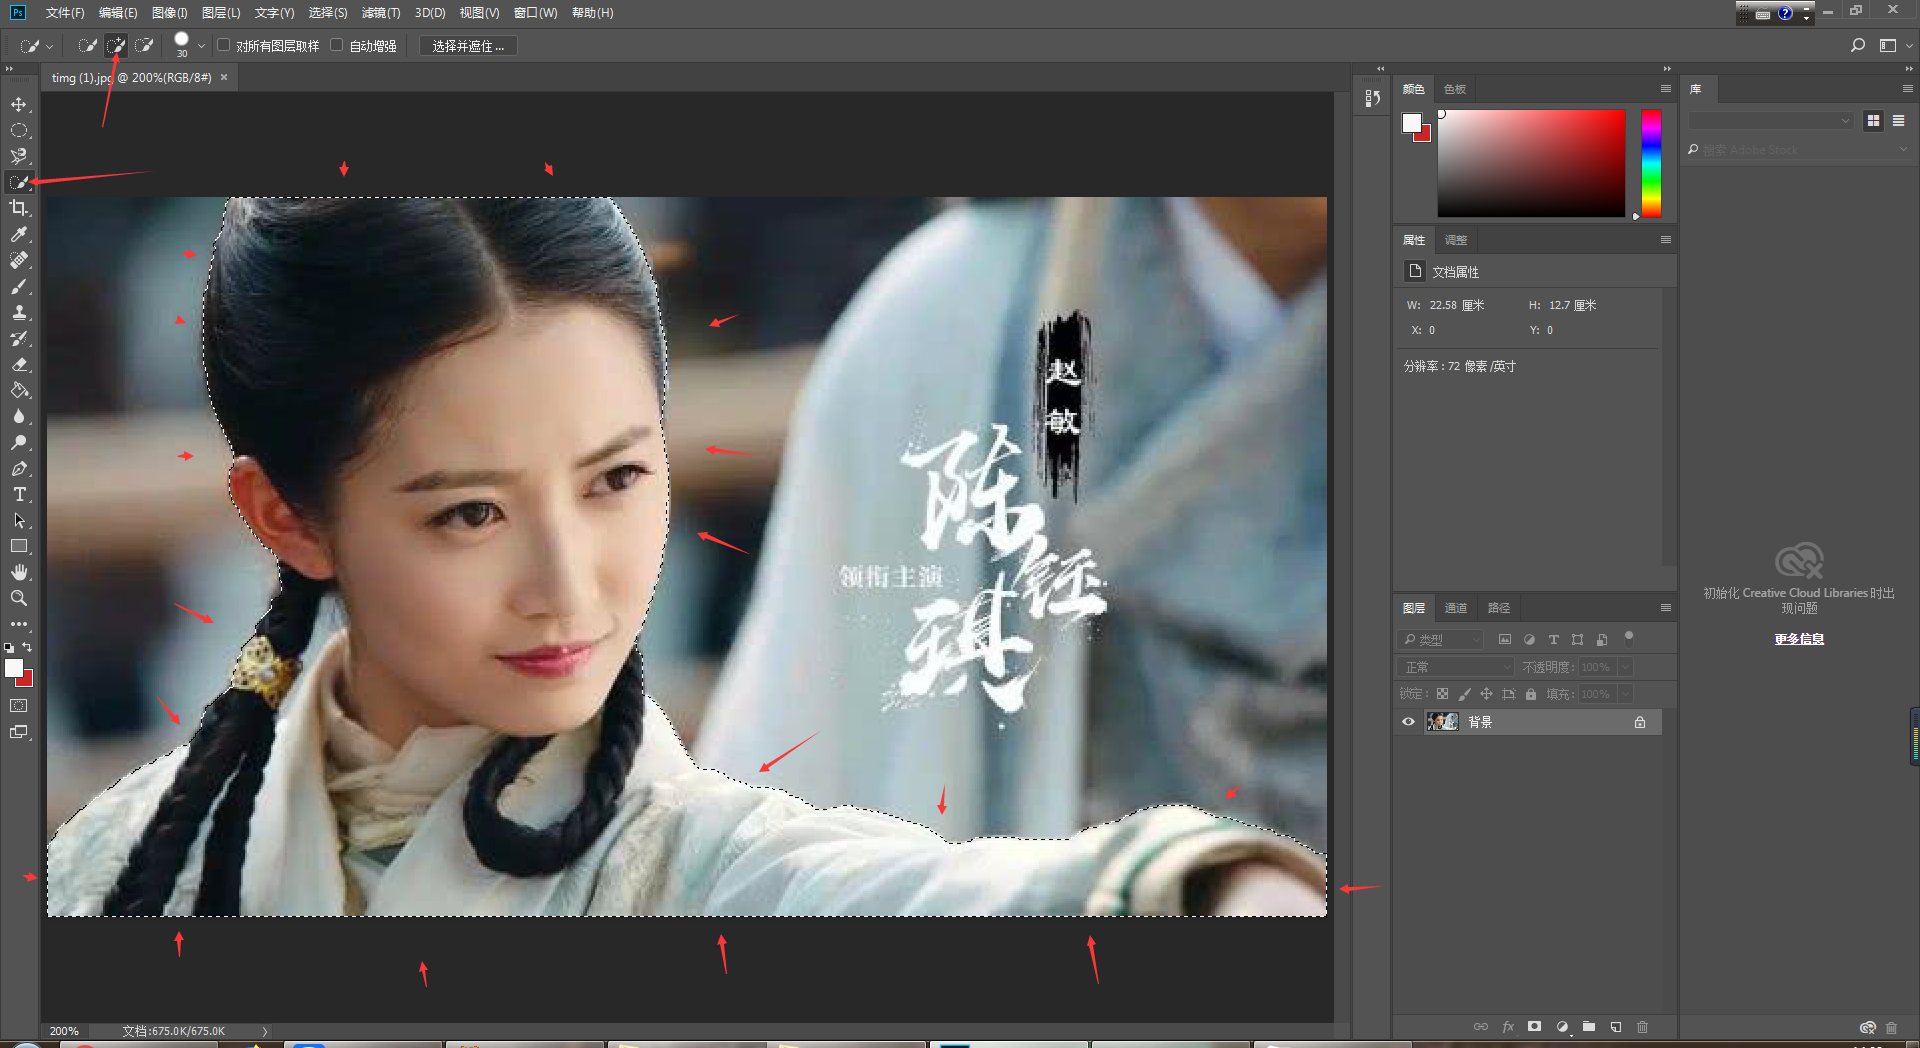 Ps 文件(F) 编辑(E) 图像(I) 图层(L) 文字(Y) 选择(S) 滤镜(T) 3D(D) 视图(V) 窗口(W) 帮助(H)
30 对所有图层取样 自动增强 选择并遮住 ...
timg (1).jpg @ 200%(RGB/8#) ×
颜色 色板
库
搜索 Adobe Stock
属性 调整
文档属性
W: 22.58 厘米 H: 12.7 厘米
X: 0 Y: 0
分辨率 : 72 像素 /英寸
赵敏
陈钰琪
领衔主演
初始化 Creative Cloud Libraries 时出
现问题
更多信息
图层 通道 路径
类型
正常 不透明度: 100%
锁定: 填充: 100%
背景
fx
200% 文档:675.0K/675.0K